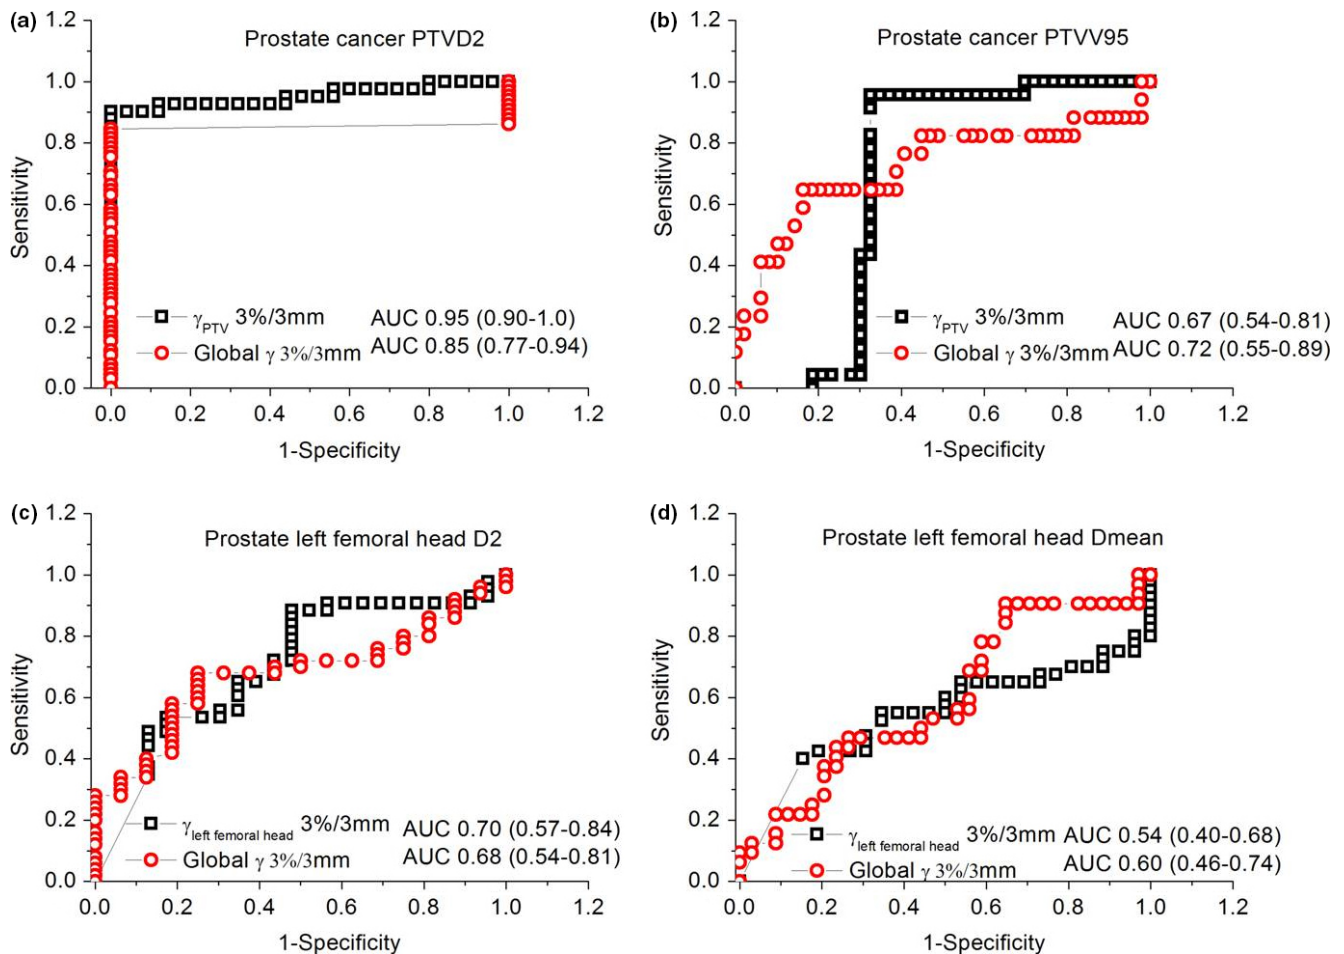 (a)
Prostate cancer PTVD2
1.2
1.0
0.8
0.6
0.4
0.2
0.0
Sensitivity
γPTV 3%/3mm
AUC 0.95 (0.90-1.0)
Global γ 3%/3mm
AUC 0.85 (0.77-0.94)
0.0 0.2 0.4 0.6 0.8 1.0 1.2
1-Specificity
(b)
Prostate cancer PTVV95
1.2
1.0
0.8
0.6
0.4
0.2
0.0
Sensitivity
γPTV 3%/3mm
AUC 0.67 (0.54-0.81)
Global γ 3%/3mm
AUC 0.72 (0.55-0.89)
0.0 0.2 0.4 0.6 0.8 1.0 1.2
1-Specificity
(c)
Prostate left femoral head D2
1.2
1.0
0.8
0.6
0.4
0.2
0.0
Sensitivity
γleft femoral head 3%/3mm
AUC 0.70 (0.57-0.84)
Global γ 3%/3mm
AUC 0.68 (0.54-0.81)
0.0 0.2 0.4 0.6 0.8 1.0 1.2
1-Specificity
(d)
Prostate left femoral head Dmean
1.2
1.0
0.8
0.6
0.4
0.2
0.0
Sensitivity
γleft femoral head 3%/3mm
AUC 0.54 (0.40-0.68)
Global γ 3%/3mm
AUC 0.60 (0.46-0.74)
0.0 0.2 0.4 0.6 0.8 1.0 1.2
1-Specificity